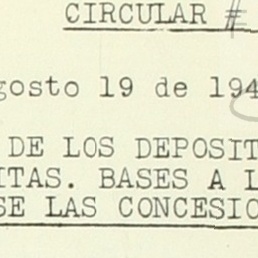 CIRCULAR #
gosto 19 de 194
DE LOS DEPOSIT
ITAS. BASES A L
SE LAS CONCESIO